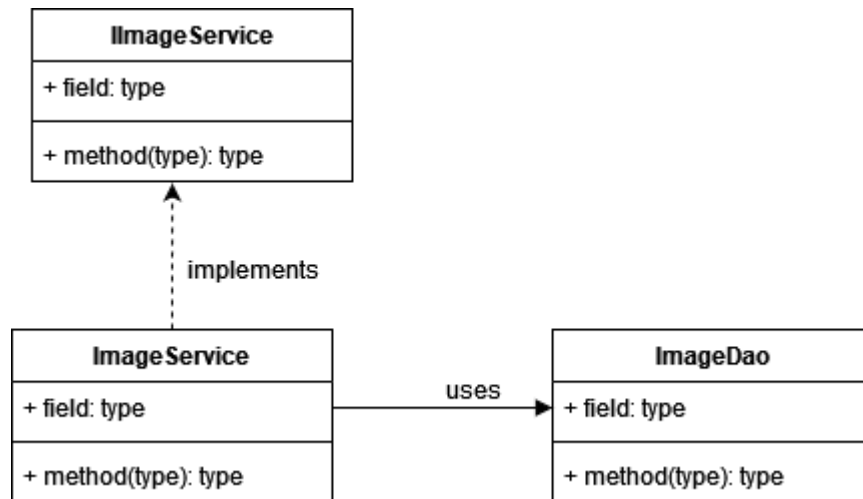 IImageService
+ field: type
+ method(type): type
implements
ImageService
+ field: type
+ method(type): type
uses
ImageDao
+ field: type
+ method(type): type